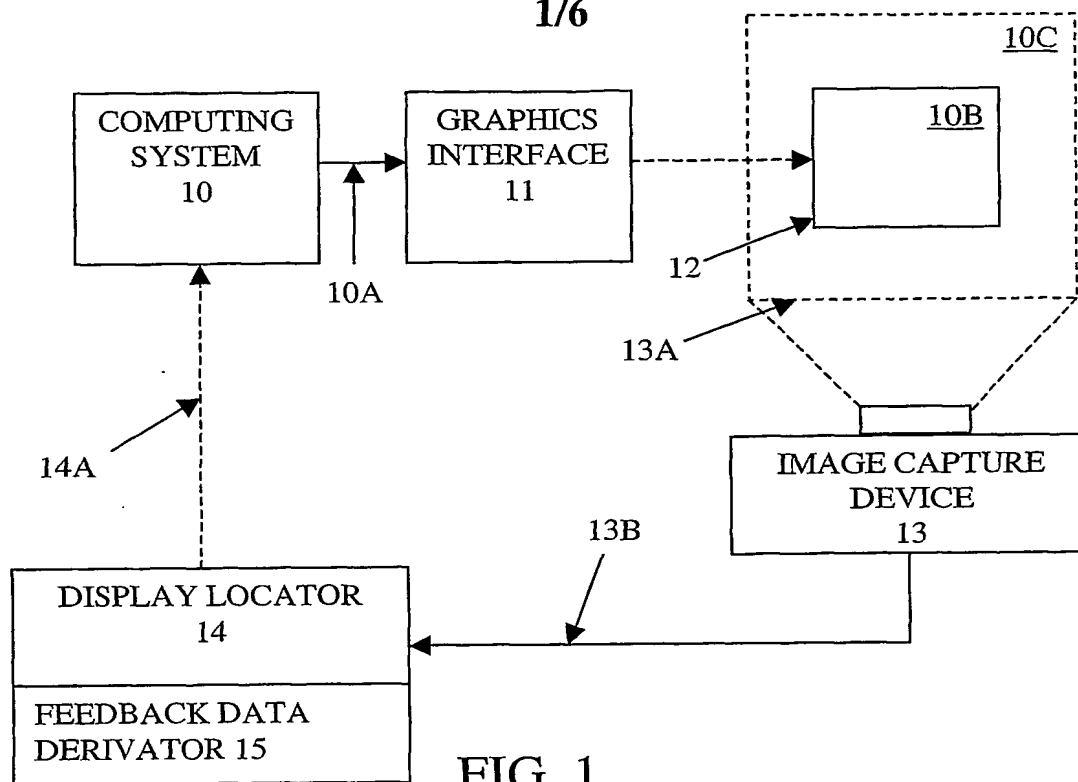 1/6
COMPUTING
SYSTEM
10
GRAPHICS
INTERFACE
11
10C
10B
12
10A
13A
14A
IMAGE CAPTURE
DEVICE
13
13B
DISPLAY LOCATOR
14
FEEDBACK DATA
DERIVATOR 15
FIG. 1